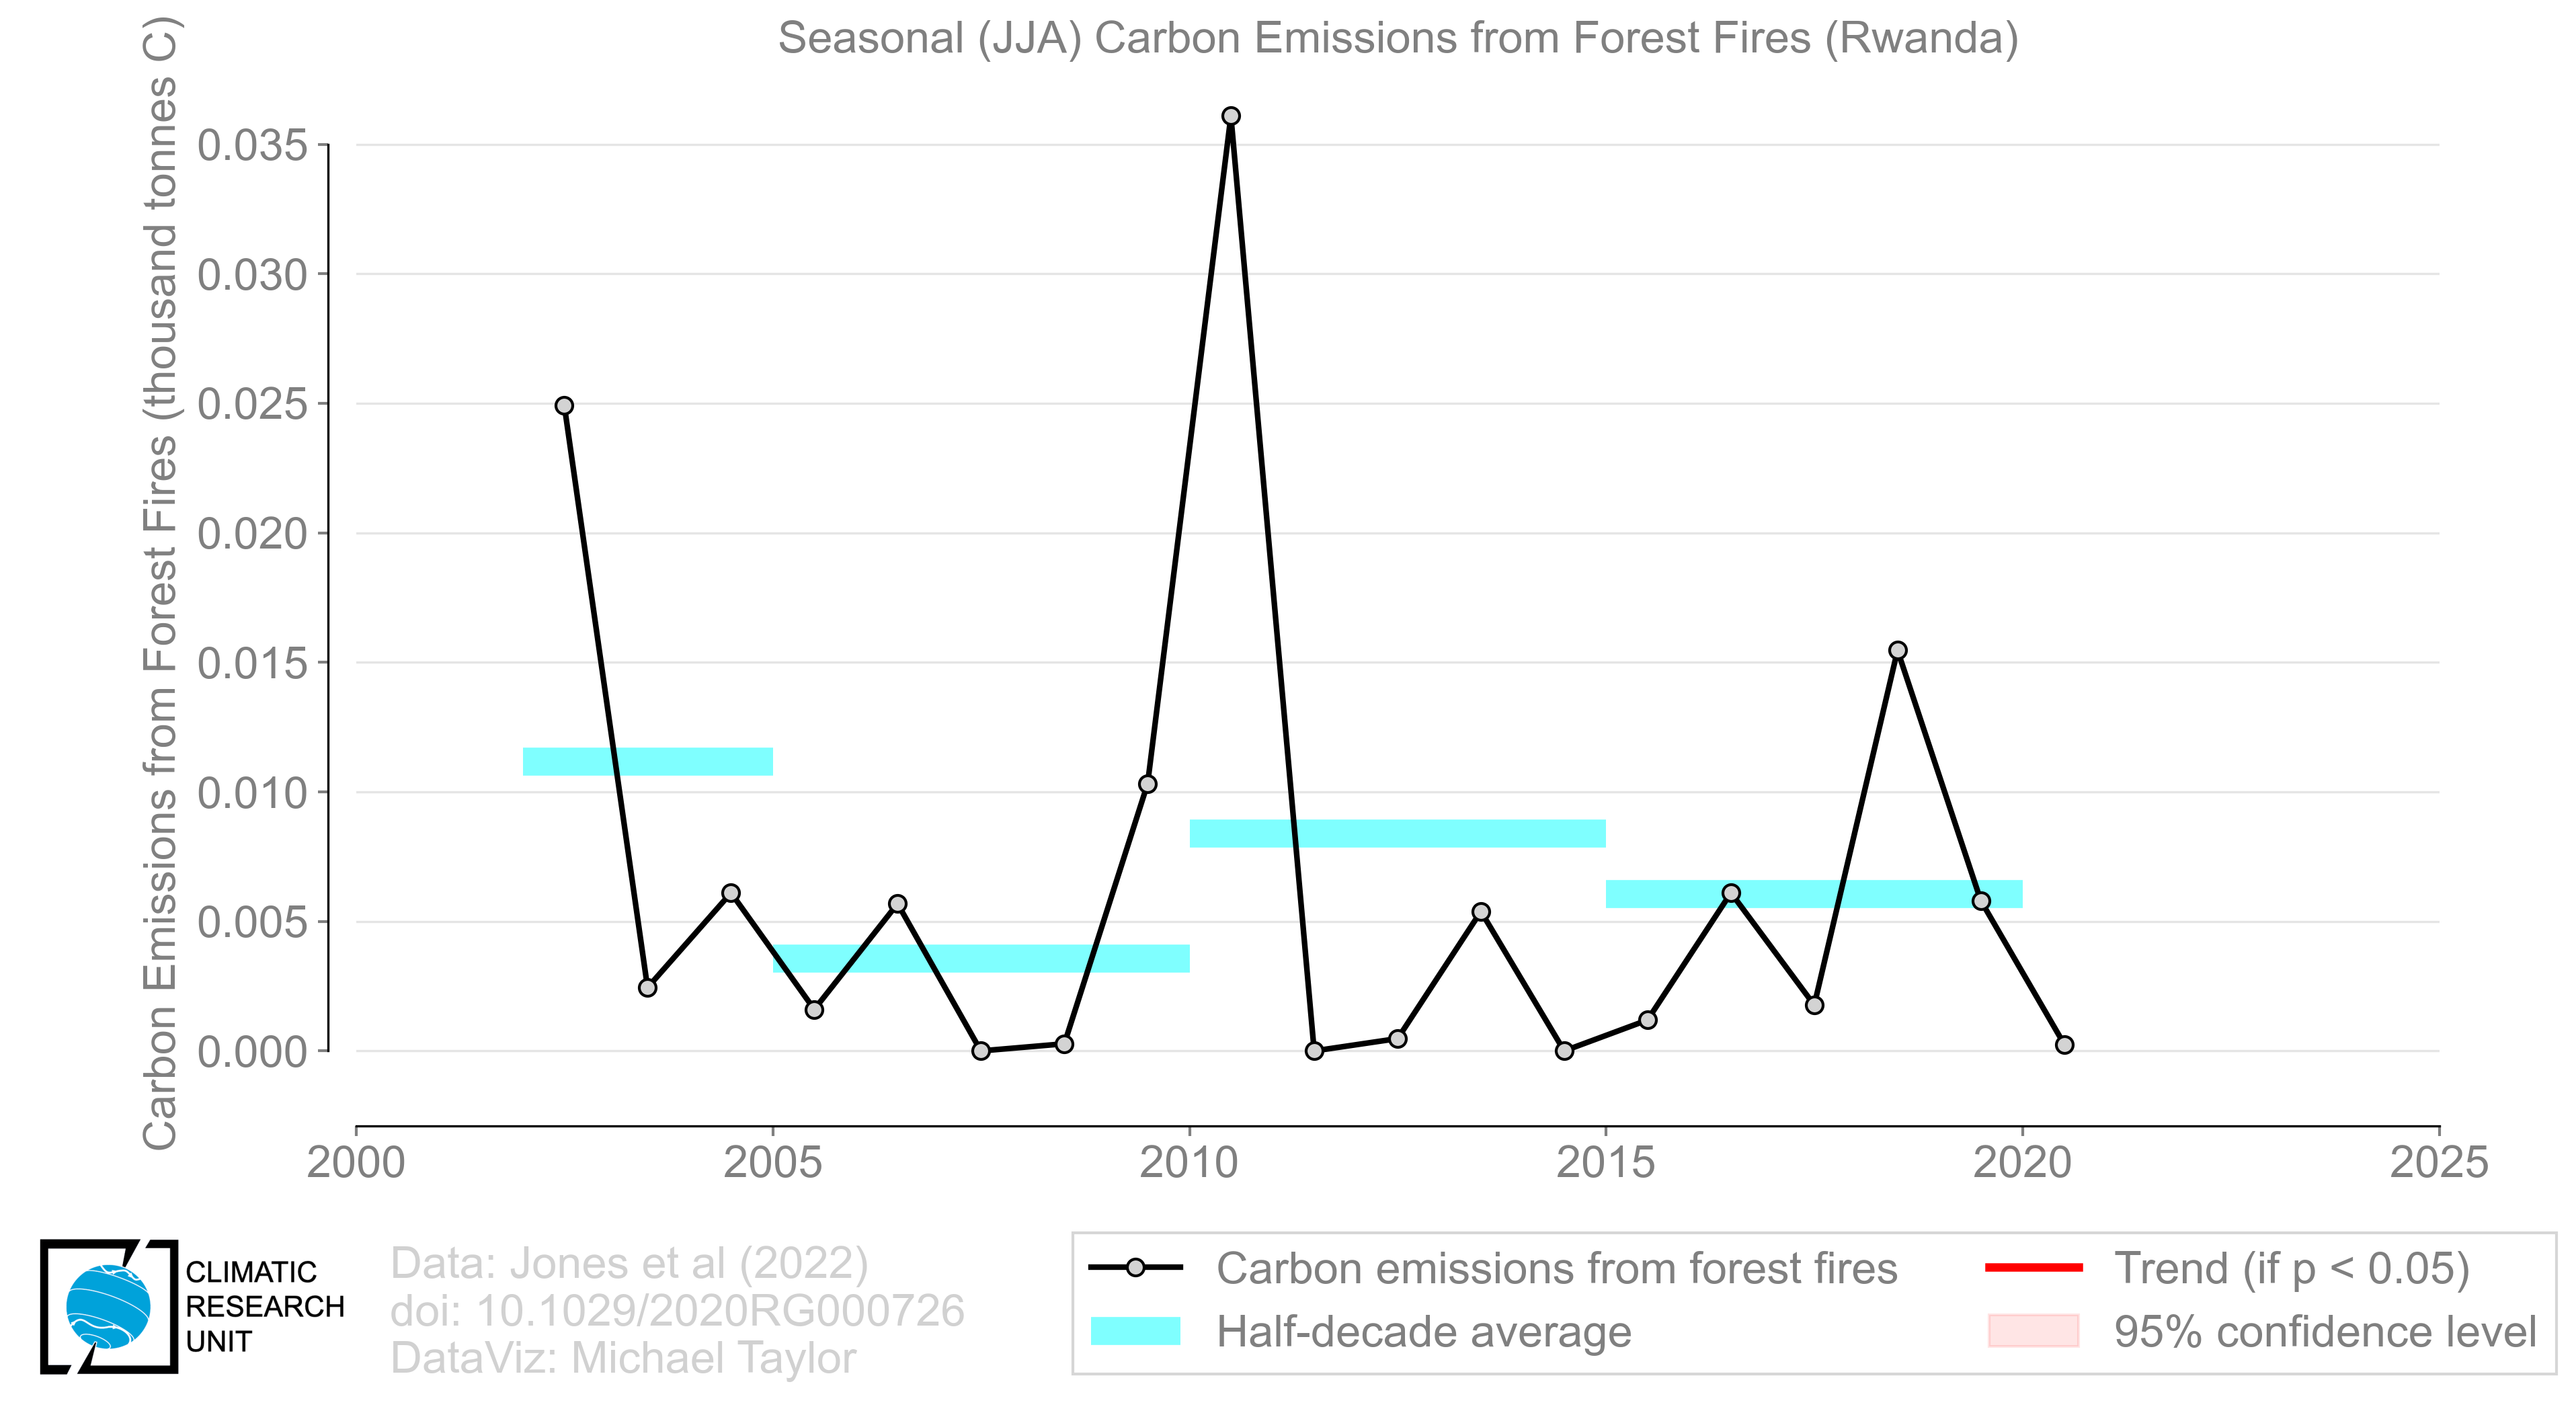 Seasonal (JJA) Carbon Emissions from Forest Fires (Rwanda)
Carbon Emissions from Forest Fires (thousand tonnes C)
0.035
0.030
0.025
0.020
0.015
0.010
0.005
0.000
2000 2005 2010 2015 2020 2025
CLIMATIC
RESEARCH
UNIT
Data: Jones et al (2022)
doi: 10.1029/2020RG000726
DataViz: Michael Taylor
Carbon emissions from forest fires
Half-decade average
Trend (if p < 0.05)
95% confidence level